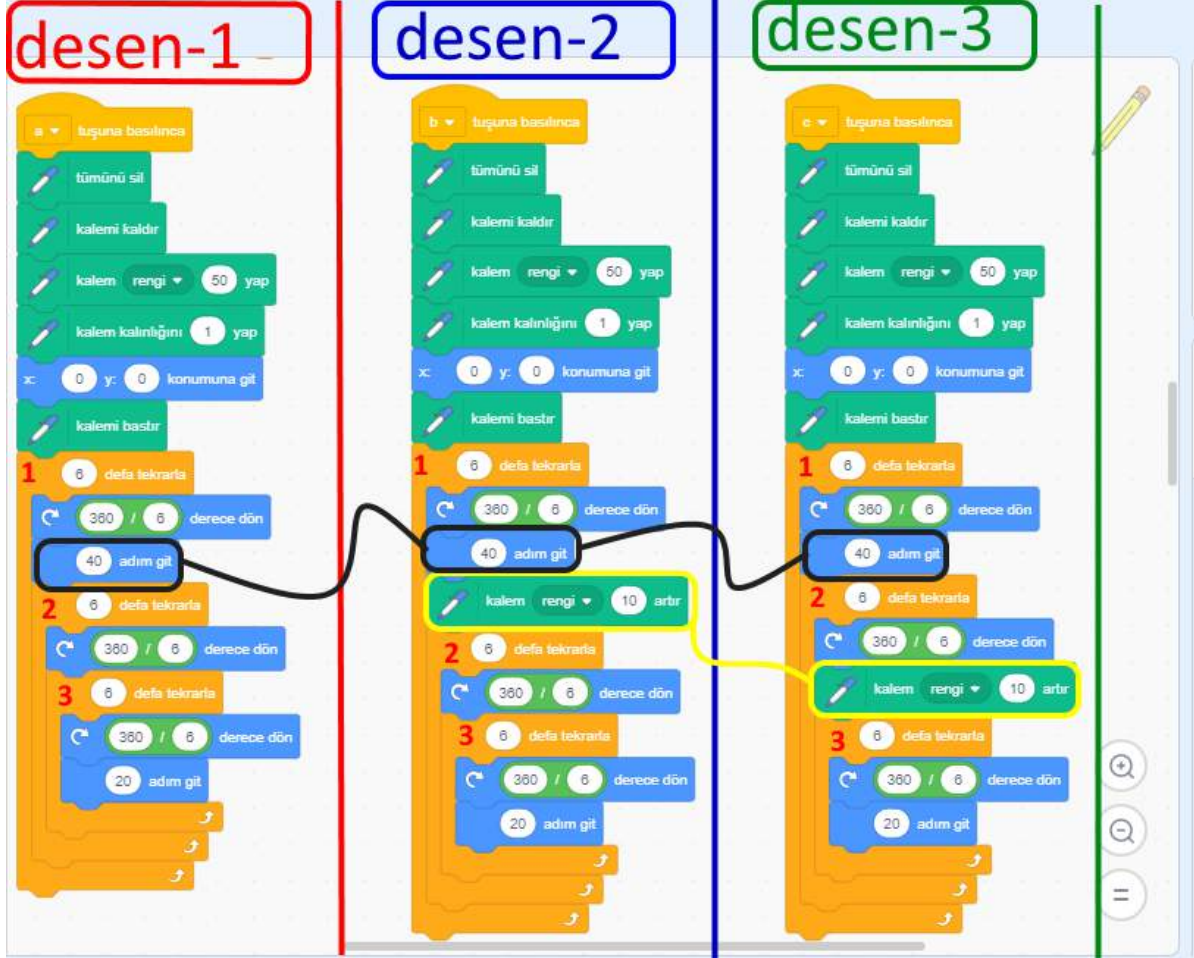 desen-1
a tuşuna basılınca
tümünü sil
kalemi kaldır
kalem rengi 50 yap
kalem kalınlığını 1 yap
x: 0 y: 0 konumuna git
kalemi bastır
1 6 defa tekrarla
360 / 6 derece dön
40 adım git
2 6 defa tekrarla
360 / 6 derece dön
3 6 defa tekrarla
360 / 6 derece dön
20 adım git
desen-2
b tuşuna basılınca
tümünü sil
kalemi kaldır
kalem rengi 50 yap
kalem kalınlığını 1 yap
x: 0 y: 0 konumuna git
kalemi bastır
1 6 defa tekrarla
360 / 6 derece dön
40 adım git
kalem rengi 10 artır
2 6 defa tekrarla
360 / 6 derece dön
3 6 defa tekrarla
360 / 6 derece dön
20 adım git
desen-3
c tuşuna basılınca
tümünü sil
kalemi kaldır
kalem rengi 50 yap
kalem kalınlığını 1 yap
x: 0 y: 0 konumuna git
kalemi bastır
1 6 defa tekrarla
360 / 6 derece dön
40 adım git
2 6 defa tekrarla
360 / 6 derece dön
kalem rengi 10 artır
3 6 defa tekrarla
360 / 6 derece dön
20 adım git